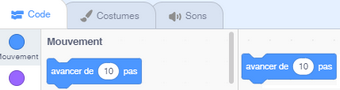 Code Costumes Sons
Mouvement
Mouvement
avancer de 10 pas
avancer de 10 pas